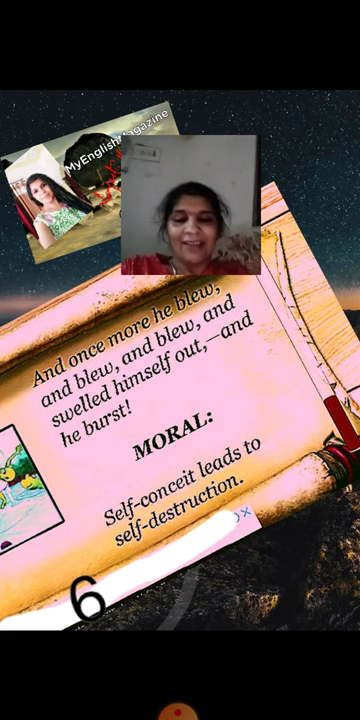 MyEnglishMagazine
And once more he blew,
and blew, and blew, and
swelled himself out,—and
he burst!
MORAL:
Self-conceit leads to
self-destruction.
6